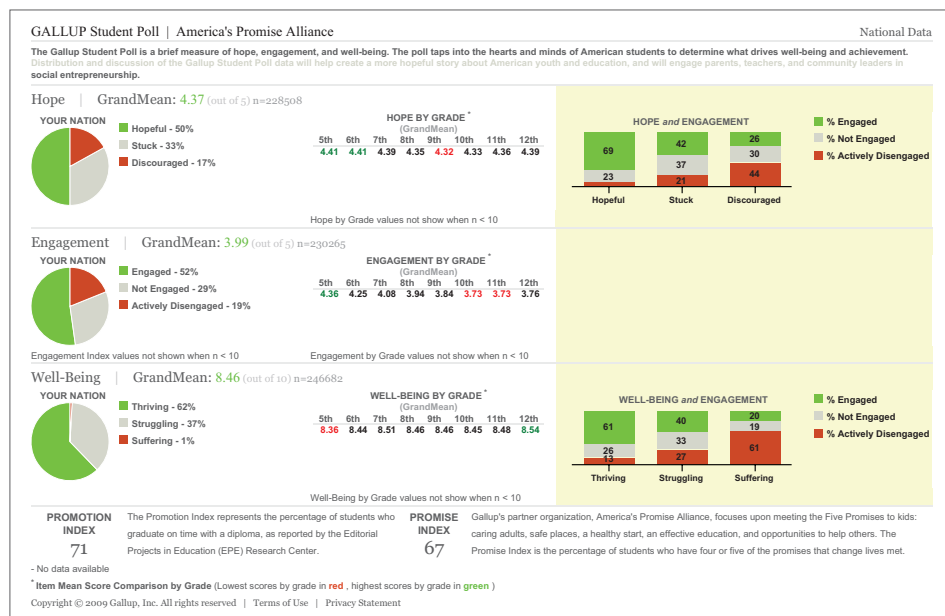 GALLUP Student Poll | America's Promise Alliance National Data
The Gallup Student Poll is a brief measure of hope, engagement, and well-being. The poll taps into the hearts and minds of American students to determine what drives well-being and achievement.
Distribution and discussion of the Gallup Student Poll data will help create a more hopeful story about American youth and education, and will engage parents, teachers, and community leaders in
social entrepreneurship.
Hope | GrandMean: 4.37 (out of 5) n=228508
YOUR NATION
Hopeful - 50%
Stuck - 33%
Discouraged - 17%
HOPE BY GRADE *
(GrandMean)
5th 6th 7th 8th 9th 10th 11th 12th
4.41 4.41 4.39 4.35 4.32 4.33 4.36 4.39
Hope by Grade values not show when n < 10
HOPE and ENGAGEMENT
69 42 26
23 37 30
21 44
Hopeful Stuck Discouraged
% Engaged
% Not Engaged
% Actively Disengaged
Engagement | GrandMean: 3.99 (out of 5) n=230265
YOUR NATION
Engaged - 52%
Not Engaged - 29%
Actively Disengaged - 19%
Engagement Index values not shown when n < 10
ENGAGEMENT BY GRADE *
(GrandMean)
5th 6th 7th 8th 9th 10th 11th 12th
4.36 4.25 4.08 3.94 3.84 3.73 3.73 3.76
Engagement by Grade values not show when n < 10
Well-Being | GrandMean: 8.46 (out of 10) n=246682
YOUR NATION
Thriving - 62%
Struggling - 37%
Suffering - 1%
WELL-BEING BY GRADE *
(GrandMean)
5th 6th 7th 8th 9th 10th 11th 12th
8.36 8.44 8.51 8.46 8.46 8.45 8.48 8.54
Well-Being by Grade values not show when n < 10
WELL-BEING and ENGAGEMENT
61 40 20
26 33 19
13 27 61
Thriving Struggling Suffering
% Engaged
% Not Engaged
% Actively Disengaged
PROMOTION
INDEX
71
The Promotion Index represents the percentage of students who
graduate on time with a diploma, as reported by the Editorial
Projects in Education (EPE) Research Center.
PROMISE
INDEX
67
Gallup's partner organization, America's Promise Alliance, focuses upon meeting the Five Promises to kids:
caring adults, safe places, a healthy start, an effective education, and opportunities to help others. The
Promise Index is the percentage of students who have four or five of the promises that change lives met.
- No data available
* Item Mean Score Comparison by Grade (Lowest scores by grade in red , highest scores by grade in green )
Copyright © 2009 Gallup, Inc. All rights reserved | Terms of Use | Privacy Statement